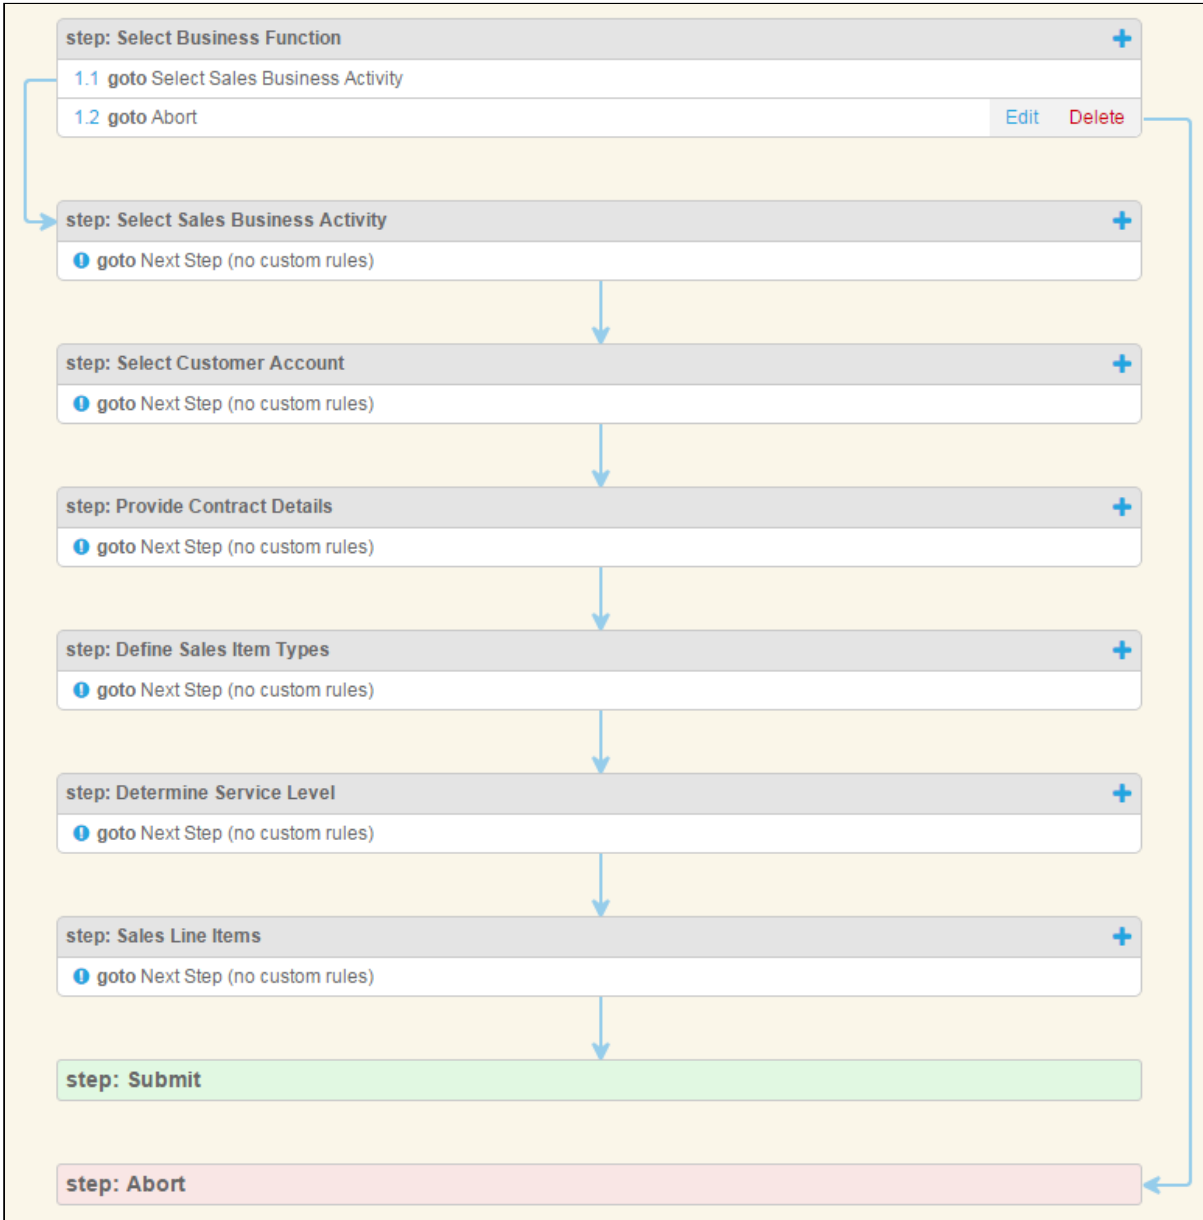 step: Select Business Function
1.1 goto Select Sales Business Activity
1.2 goto Abort Edit Delete
step: Select Sales Business Activity
goto Next Step (no custom rules)
step: Select Customer Account
goto Next Step (no custom rules)
step: Provide Contract Details
goto Next Step (no custom rules)
step: Define Sales Item Types
goto Next Step (no custom rules)
step: Determine Service Level
goto Next Step (no custom rules)
step: Sales Line Items
goto Next Step (no custom rules)
step: Submit
step: Abort